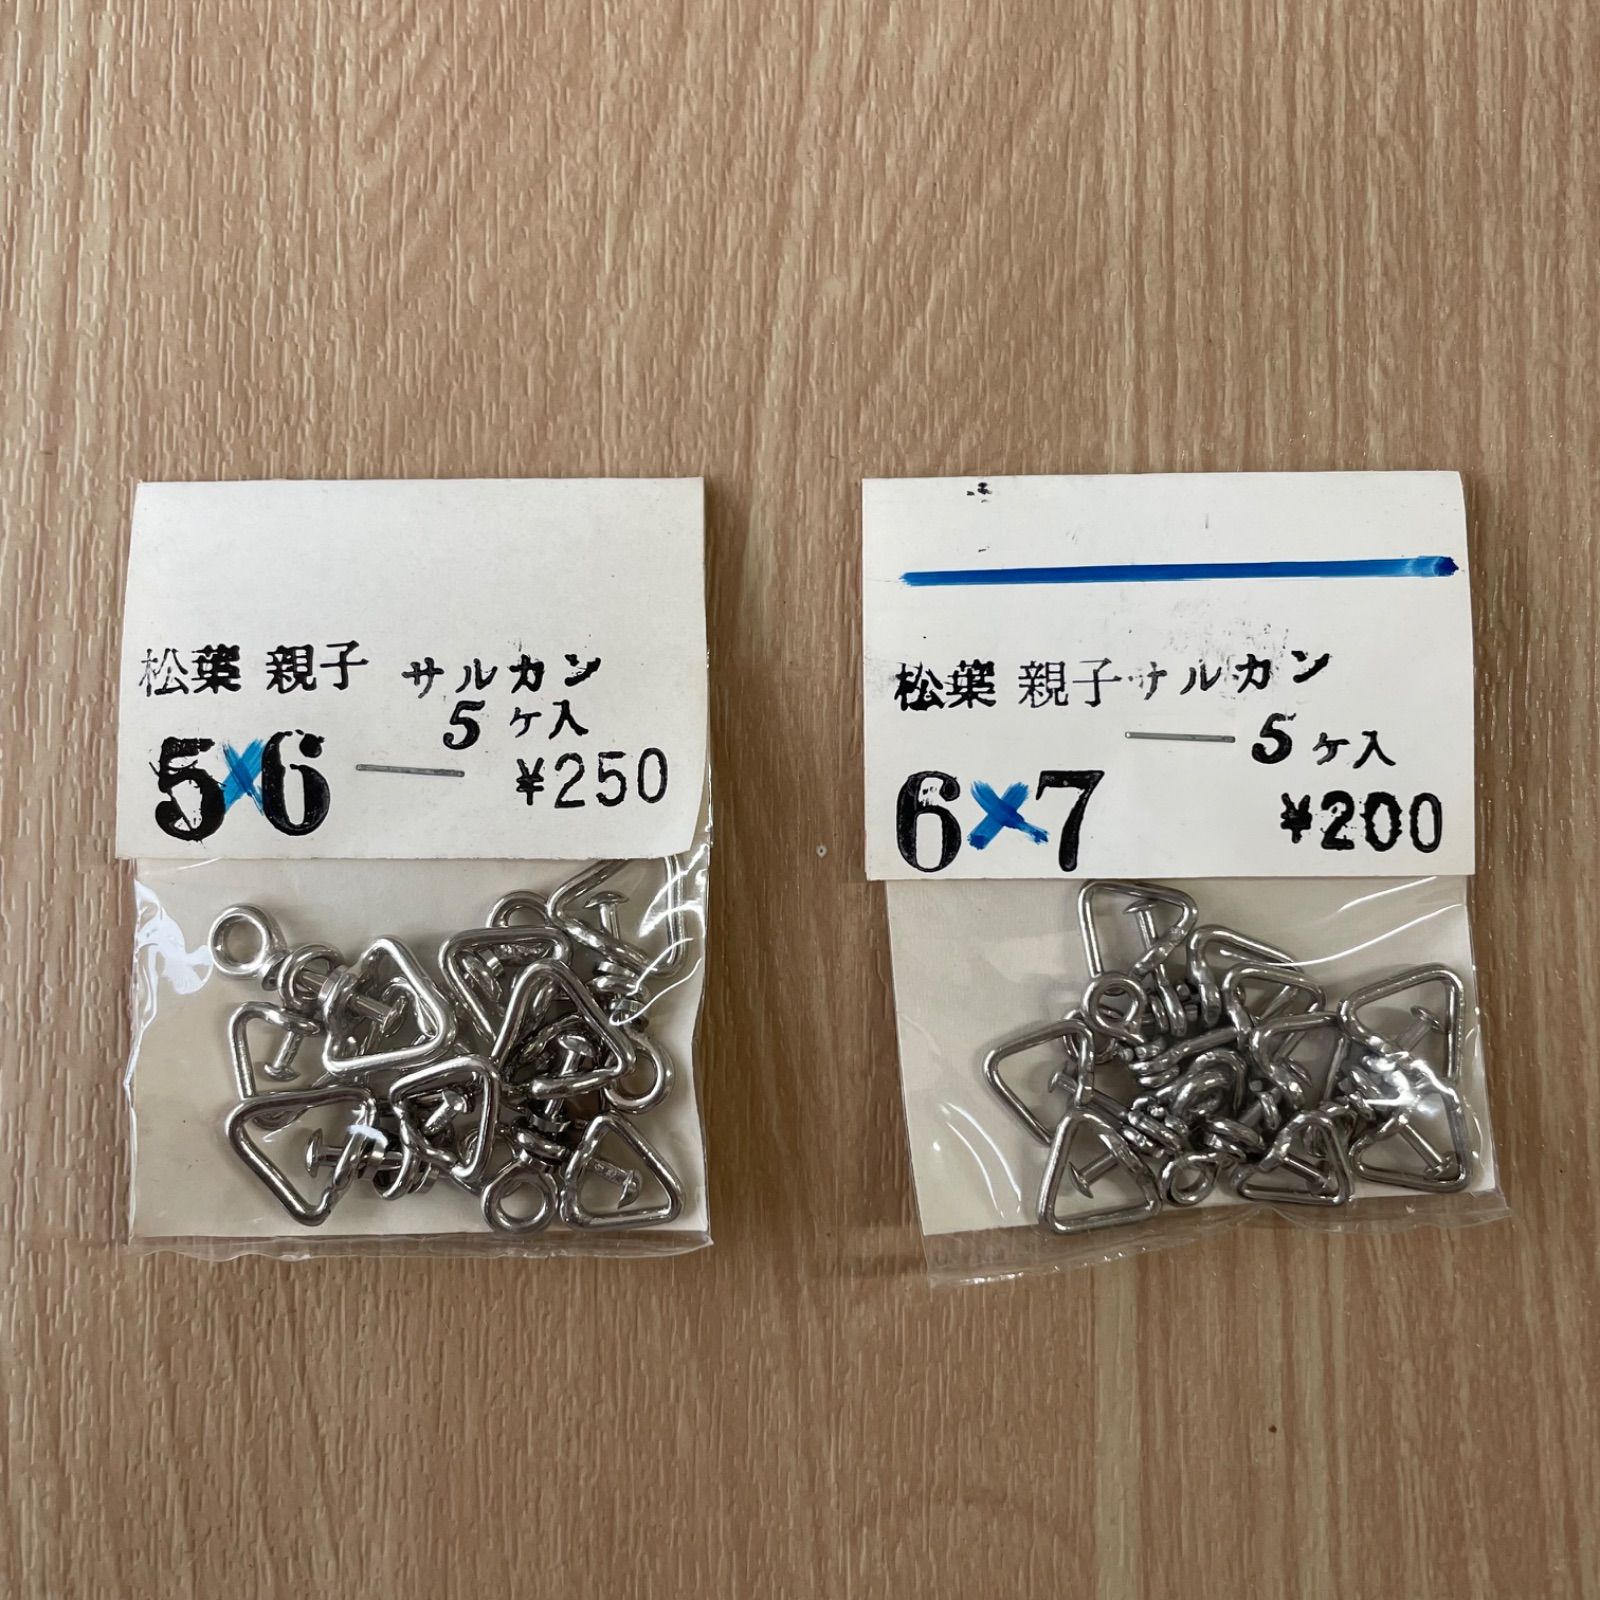 松葉 親子 サルカン
5ヶ入
5×6 ¥250
松葉 親子サルカン
5ヶ入
6×7 ¥200